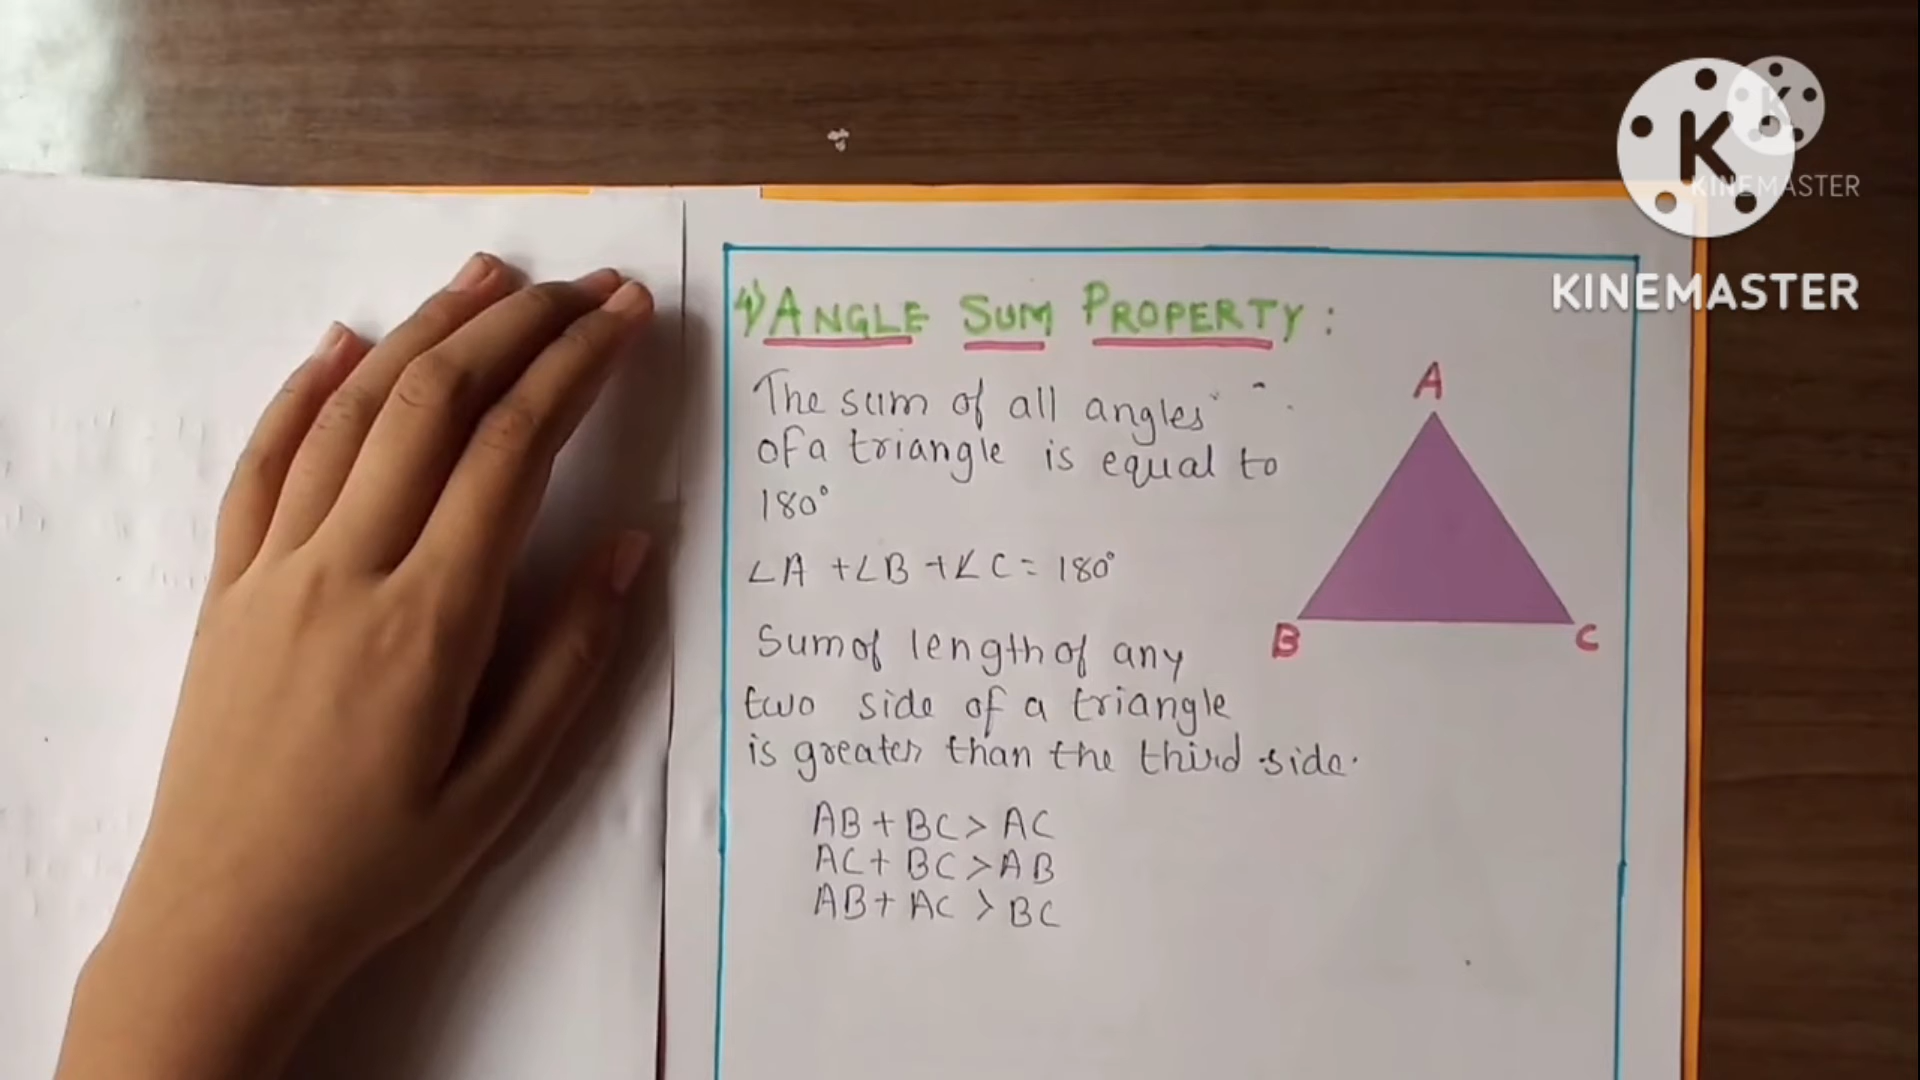 K
K
KINEMASTER
KINEMASTER
4) ANGLE SUM PROPERTY :
The sum of all angles
of a triangle is equal to
180°
∠A + ∠B + ∠C = 180°
Sum of length of any
two side of a triangle
is greater than the third side.
AB + BC > AC
AC + BC > AB
AB + AC > BC
A
B
C